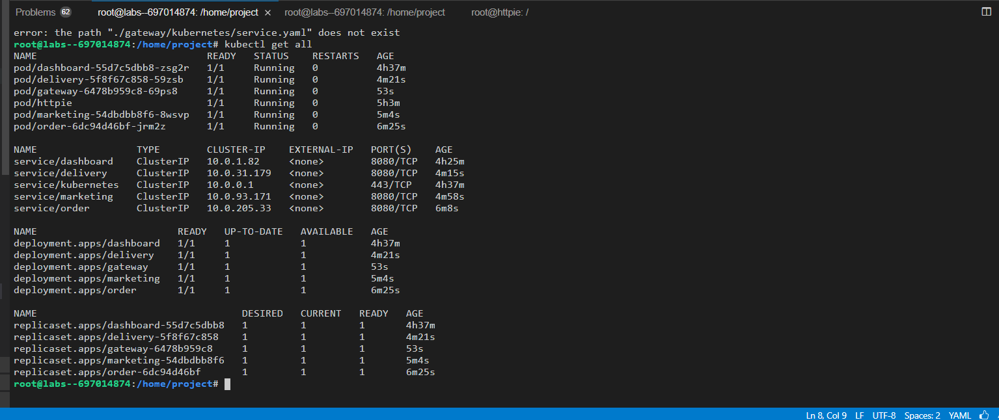 Problems 62 root@labs--697014874: /home/project × root@labs--697014874: /home/project root@httpie: /
error: the path "./gateway/kubernetes/service.yaml" does not exist
root@labs--697014874:/home/project# kubectl get all
NAME READY STATUS RESTARTS AGE
pod/dashboard-55d7c5dbb8-zsg2r 1/1 Running 0 4h37m
pod/delivery-5f8f67c858-59zsb 1/1 Running 0 4m21s
pod/gateway-6478b959c8-69ps8 1/1 Running 0 53s
pod/httpie 1/1 Running 0 5h3m
pod/marketing-54dbdbb8f6-8wsvp 1/1 Running 0 5m4s
pod/order-6dc94d46bf-jrm2z 1/1 Running 0 6m25s
NAME TYPE CLUSTER-IP EXTERNAL-IP PORT(S) AGE
service/dashboard ClusterIP 10.0.1.82 <none> 8080/TCP 4h25m
service/delivery ClusterIP 10.0.31.179 <none> 8080/TCP 4m15s
service/kubernetes ClusterIP 10.0.0.1 <none> 443/TCP 4h37m
service/marketing ClusterIP 10.0.93.171 <none> 8080/TCP 4m58s
service/order ClusterIP 10.0.205.33 <none> 8080/TCP 6m8s
NAME READY UP-TO-DATE AVAILABLE AGE
deployment.apps/dashboard 1/1 1 1 4h37m
deployment.apps/delivery 1/1 1 1 4m21s
deployment.apps/gateway 1/1 1 1 53s
deployment.apps/marketing 1/1 1 1 5m4s
deployment.apps/order 1/1 1 1 6m25s
NAME DESIRED CURRENT READY AGE
replicaset.apps/dashboard-55d7c5dbb8 1 1 1 4h37m
replicaset.apps/delivery-5f8f67c858 1 1 1 4m21s
replicaset.apps/gateway-6478b959c8 1 1 1 53s
replicaset.apps/marketing-54dbdbb8f6 1 1 1 5m4s
replicaset.apps/order-6dc94d46bf 1 1 1 6m25s
root@labs--697014874:/home/project#
Ln 8, Col 9 LF UTF-8 Spaces: 2 YAML